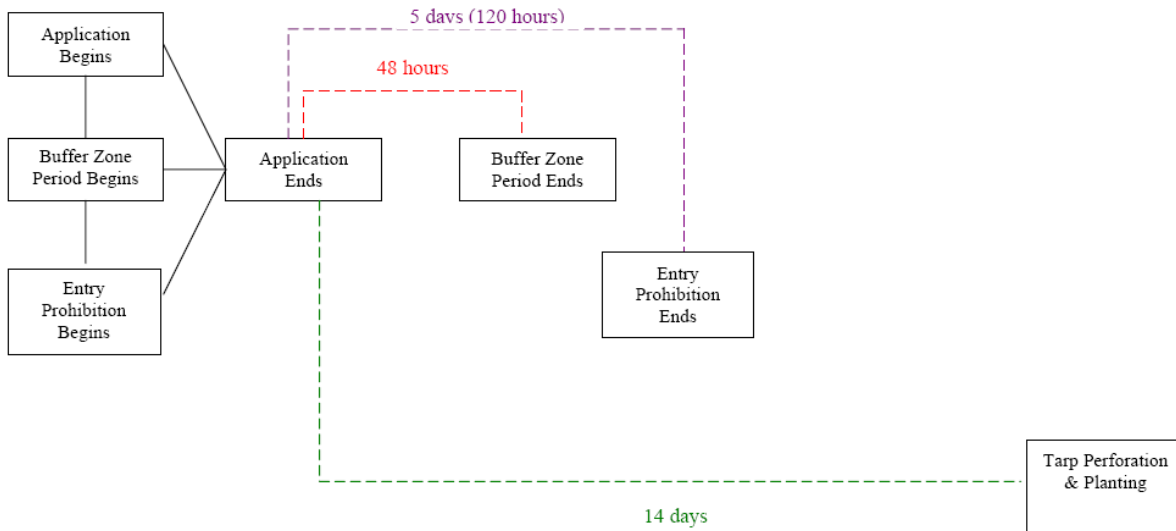 5 days (120 hours)
Application
Begins
48 hours
Buffer Zone
Period Begins
Application
Ends
Buffer Zone
Period Ends
Entry
Prohibition
Begins
Entry
Prohibition
Ends
Tarp Perforation
& Planting
14 days